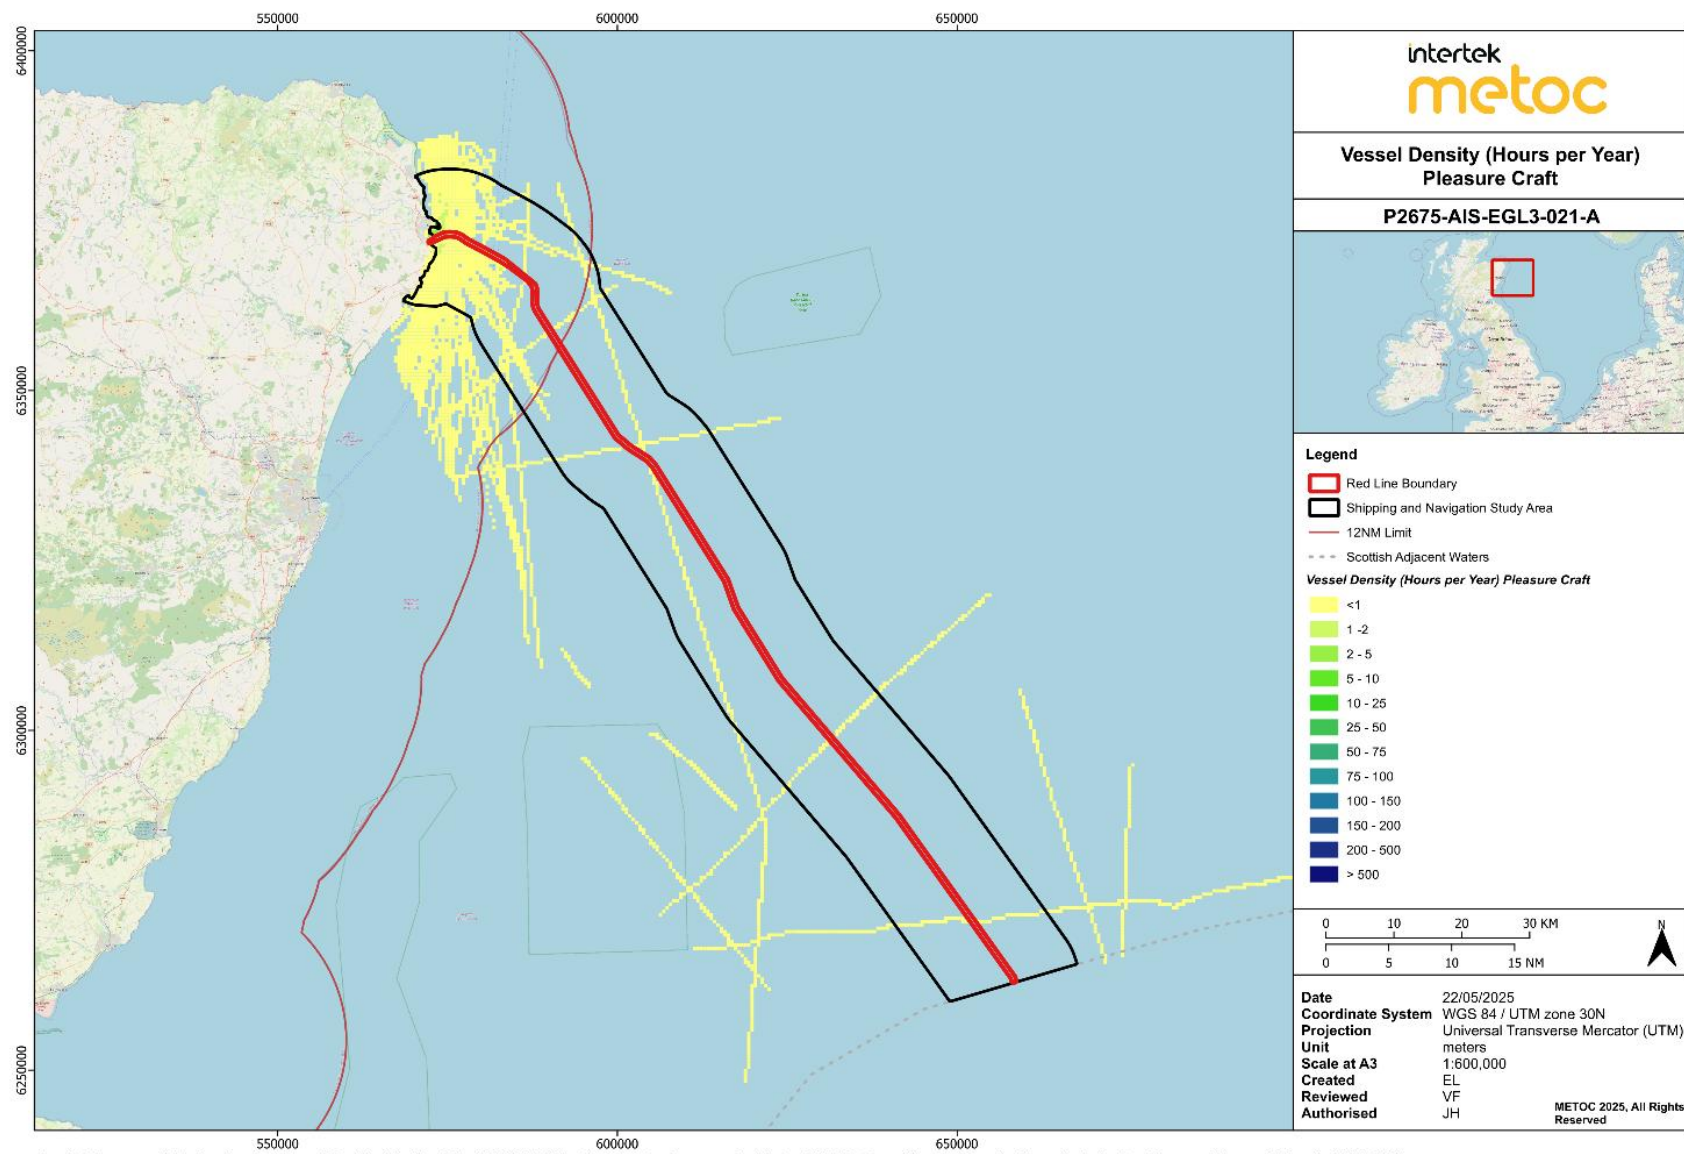 550000
600000
650000
6400000
6350000
6300000
6250000
550000
600000
650000
intertek
metoc
Vessel Density (Hours per Year)
Pleasure Craft
P2675-AIS-EGL3-021-A
Legend
Red Line Boundary
Shipping and Navigation Study Area
12NM Limit
Scottish Adjacent Waters
Vessel Density (Hours per Year) Pleasure Craft
<1
1 -2
2 - 5
5 - 10
10 - 25
25 - 50
50 - 75
75 - 100
100 - 150
150 - 200
200 - 500
> 500
0 10 20 30 KM
0 5 10 15 NM
N
Date 22/05/2025
Coordinate System WGS 84 / UTM zone 30N
Projection Universal Transverse Mercator (UTM)
Unit meters
Scale at A3 1:600,000
Created EL
Reviewed VF
Authorised JH
METOC 2025, All Rights
Reserved